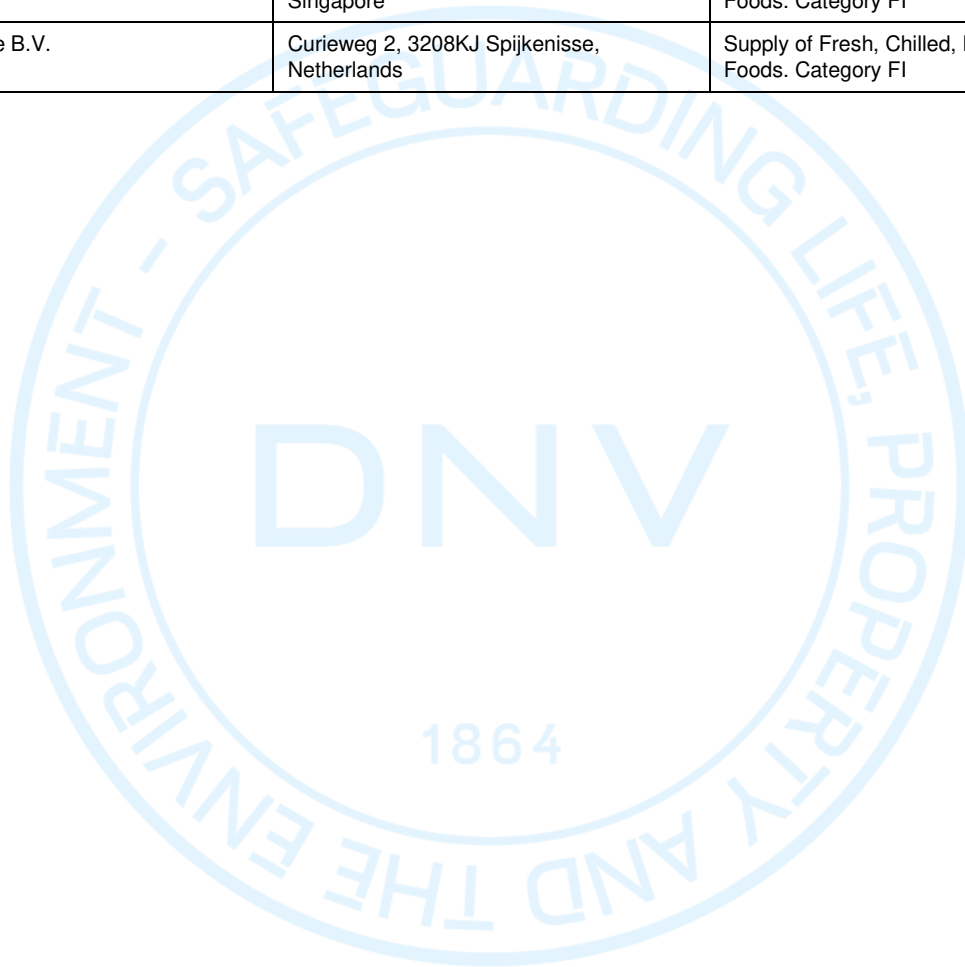 Singapore
Foods. Category FI
e B.V.
Curieweg 2, 3208KJ Spijkenisse,
Netherlands
Supply of Fresh, Chilled,
Foods. Category FI
SAFEGUARDING LIFE, PROPERTY AND THE ENVIRONMENT -
DNV
1864